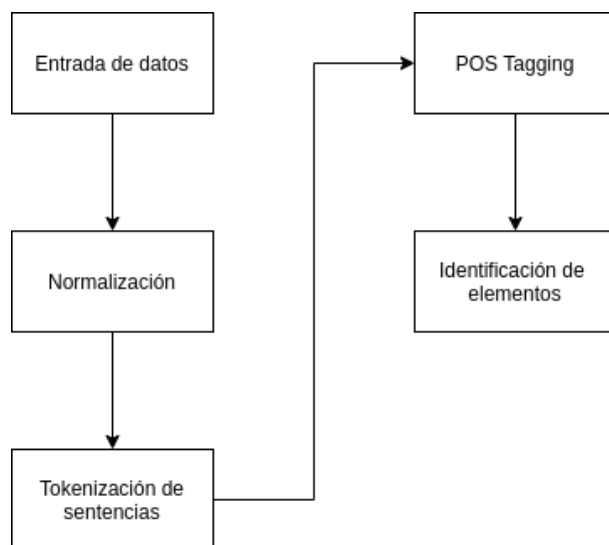 Entrada de datos
Normalización
Tokenización de
sentencias
POS Tagging
Identificación de
elementos